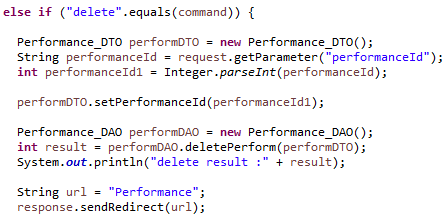 else if ("delete".equals(command)) {
Performance_DTO performDTO = new Performance_DTO();
String performanceId = request.getParameter("performanceId");
int performanceId1 = Integer.parseInt(performanceId);
performDTO.setPerformanceId(performanceId1);
Performance_DAO performDAO = new Performance_DAO();
int result = performDAO.deletePerform(performDTO);
System.out.println("delete result :" + result);
String url = "Performance";
response.sendRedirect(url);